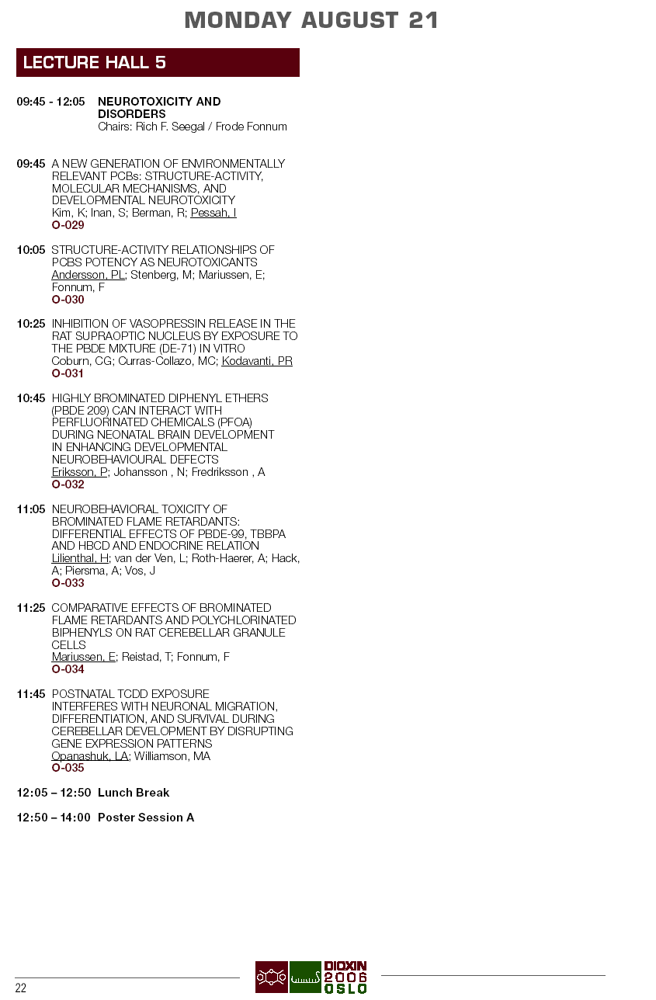 MONDAY AUGUST 21
LECTURE HALL 5
09:45 - 12:05 NEUROTOXICITY AND
DISORDERS
Chairs: Rich F. Seegal / Frode Fonnum
09:45 A NEW GENERATION OF ENVIRONMENTALLY
RELEVANT PCBs: STRUCTURE-ACTIVITY,
MOLECULAR MECHANISMS, AND
DEVELOPMENTAL NEUROTOXICITY
Kim, K; Inan, S; Berman, R; Pessah, I
O-029
10:05 STRUCTURE-ACTIVITY RELATIONSHIPS OF
PCBS POTENCY AS NEUROTOXICANTS
Andersson, PL; Stenberg, M; Mariussen, E;
Fonnum, F
O-030
10:25 INHIBITION OF VASOPRESSIN RELEASE IN THE
RAT SUPRAOPTIC NUCLEUS BY EXPOSURE TO
THE PBDE MIXTURE (DE-71) IN VITRO
Coburn, CG; Curras-Collazo, MC; Kodavanti, PR
O-031
10:45 HIGHLY BROMINATED DIPHENYL ETHERS
(PBDE 209) CAN INTERACT WITH
PERFLUORINATED CHEMICALS (PFOA)
DURING NEONATAL BRAIN DEVELOPMENT
IN ENHANCING DEVELOPMENTAL
NEUROBEHAVIOURAL DEFECTS
Eriksson, P; Johansson , N; Fredriksson , A
O-032
11:05 NEUROBEHAVIORAL TOXICITY OF
BROMINATED FLAME RETARDANTS:
DIFFERENTIAL EFFECTS OF PBDE-99, TBBPA
AND HBCD AND ENDOCRINE RELATION
Lilienthal, H; van der Ven, L; Roth-Haerer, A; Hack,
A; Piersma, A; Vos, J
O-033
11:25 COMPARATIVE EFFECTS OF BROMINATED
FLAME RETARDANTS AND POLYCHLORINATED
BIPHENYLS ON RAT CEREBELLAR GRANULE
CELLS
Mariussen, E; Reistad, T; Fonnum, F
O-034
11:45 POSTNATAL TCDD EXPOSURE
INTERFERES WITH NEURONAL MIGRATION,
DIFFERENTIATION, AND SURVIVAL DURING
CEREBELLAR DEVELOPMENT BY DISRUPTING
GENE EXPRESSION PATTERNS
Opanashuk, LA; Williamson, MA
O-035
12:05 – 12:50 Lunch Break
12:50 – 14:00 Poster Session A
DIOXIN
2006
OSLO
22